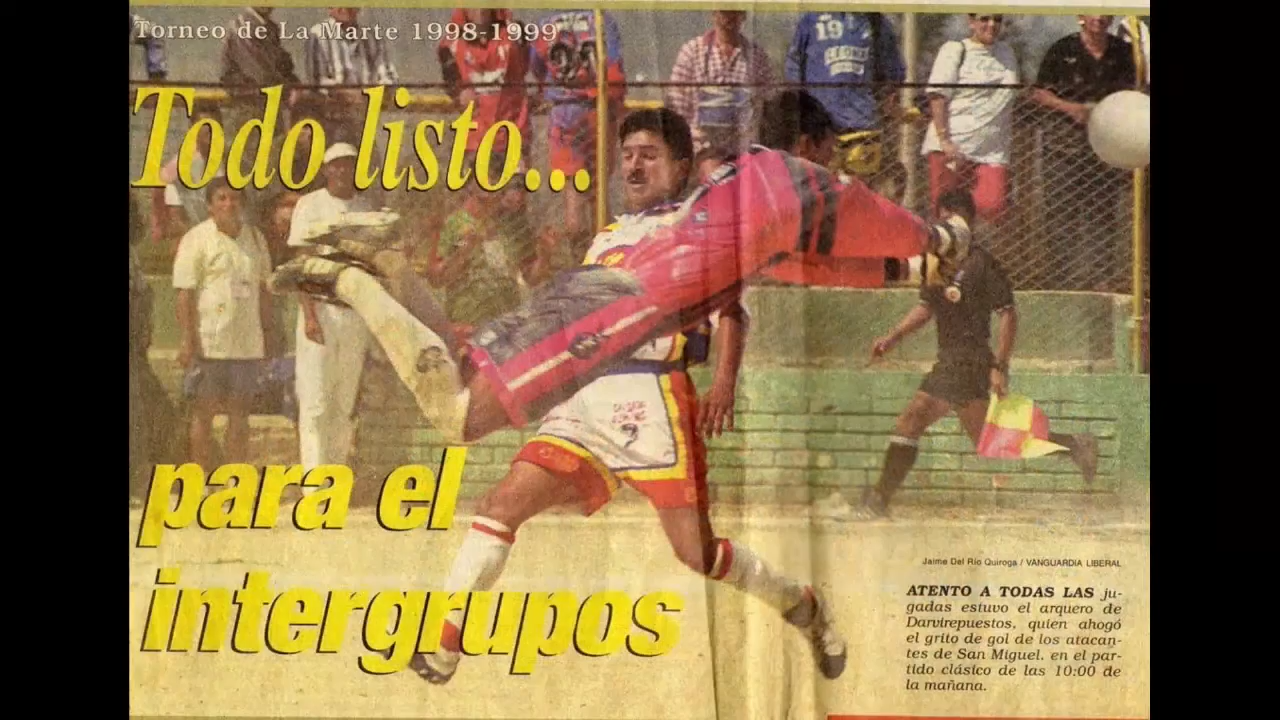 Torneo de La Marte 1998-1999
Todo listo...
para el
intergrupos
19
Jaime Del Río Quiroga / VANGUARDIA LIBERAL
ATENTO A TODAS LAS ju-
gadas estuvo el arquero de
Darvirepuestos, quien ahogó
el grito de gol de los atacan-
tes de San Miguel, en el par-
tido clásico de las 10:00 de
la mañana.